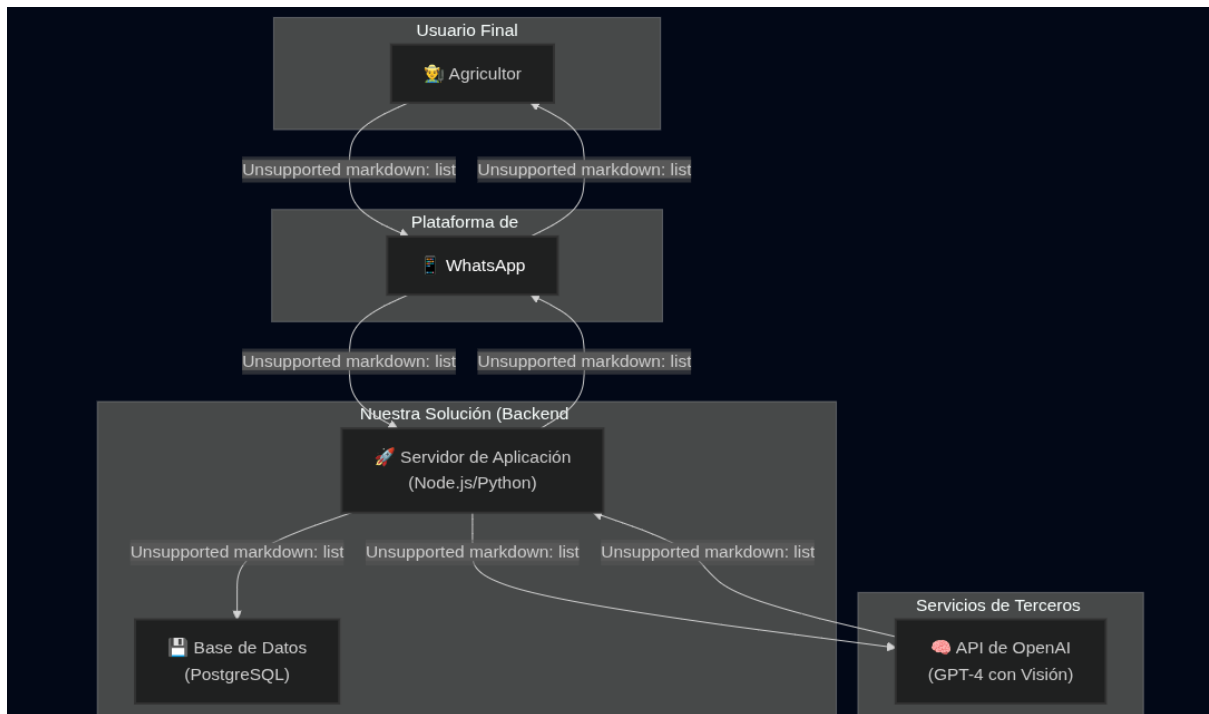 Usuario Final
👨‍🌾 Agricultor
Unsupported markdown: list
Unsupported markdown: list
Plataforma de
📱 WhatsApp
Unsupported markdown: list
Unsupported markdown: list
Nuestra Solución (Backend
🚀 Servidor de Aplicación
(Node.js/Python)
Unsupported markdown: list
Unsupported markdown: list
Unsupported markdown: list
Servicios de Terceros
💾 Base de Datos
(PostgreSQL)
🧠 API de OpenAI
(GPT-4 con Visión)